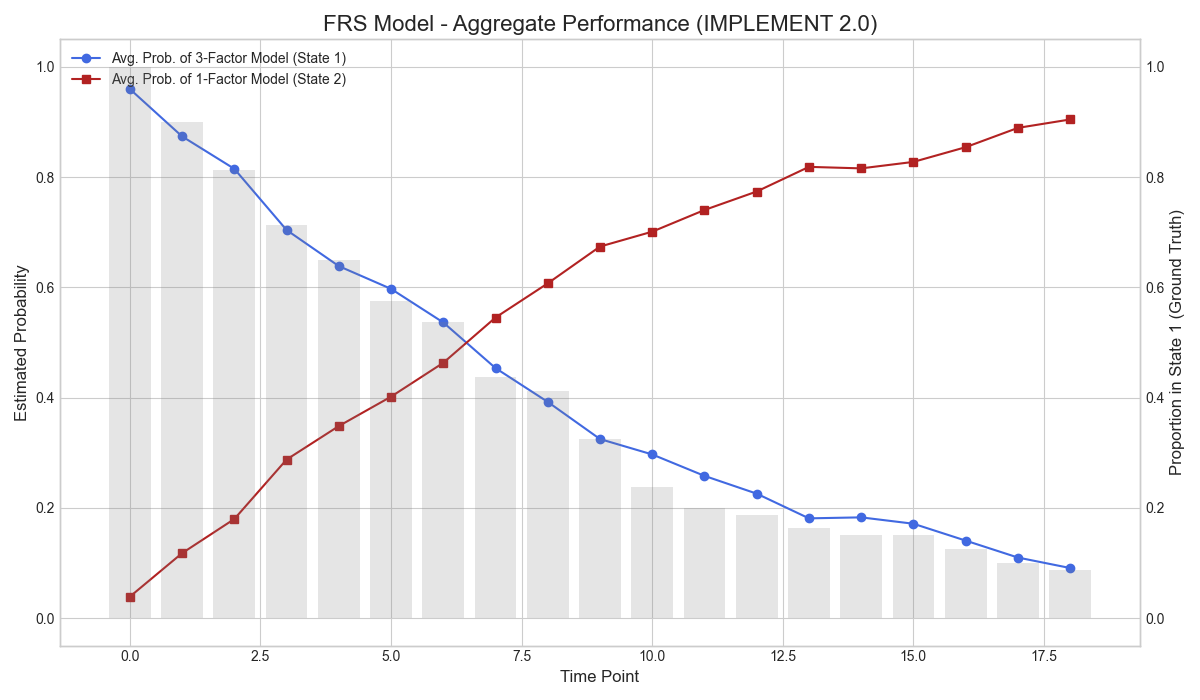 FRS Model - Aggregate Performance (IMPLEMENT 2.0)
Avg. Prob. of 3-Factor Model (State 1)
Avg. Prob. of 1-Factor Model (State 2)
Estimated Probability
1.0
0.8
0.6
0.4
0.2
0.0
1.0
0.8
0.6
0.4
0.2
0.0
Proportion in State 1 (Ground Truth)
0.0 2.5 5.0 7.5 10.0 12.5 15.0 17.5
Time Point